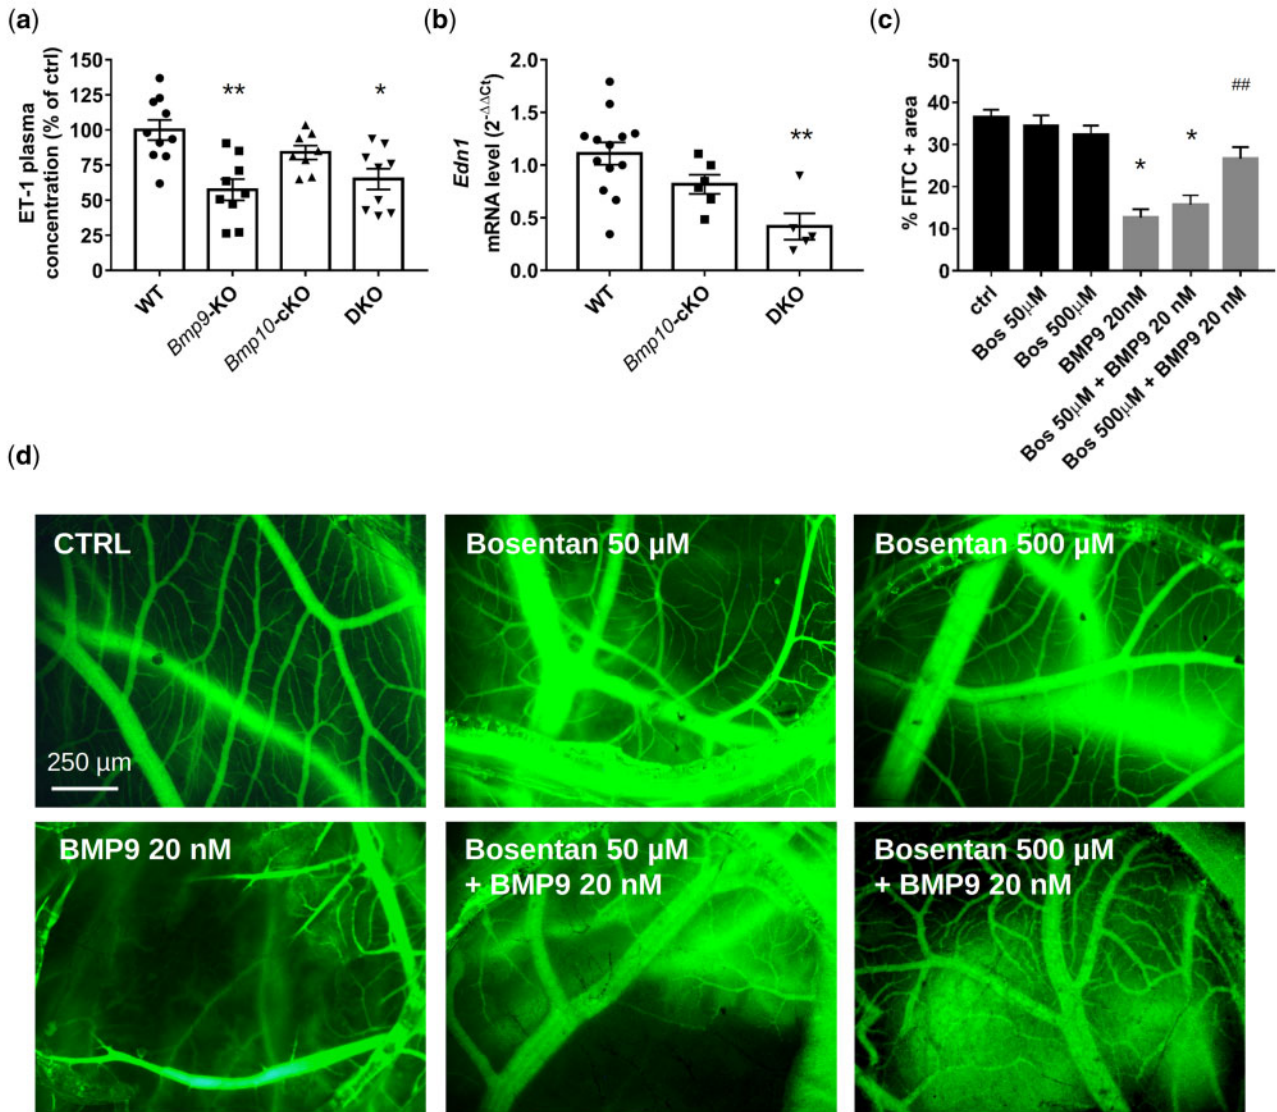 (a)
ET-1 plasma
concentration (% of ctrl)
150
125
100
75
50
25
0
**
*
WT
Bmp9-KO
Bmp10-cKO
DKO
(b)
Edn1
mRNA level (2-ΔΔCt)
2.0
1.5
1.0
0.5
0.0
**
WT
Bmp10-cKO
DKO
(c)
% FITC + area
50
40
30
20
10
0
*
*
##
ctrl
Bos 50µM
Bos 500µM
BMP9 20nM
Bos 50µM + BMP9 20 nM
Bos 500µM + BMP9 20 nM
(d)
CTRL
250 µm
Bosentan 50 µM
Bosentan 500 µM
BMP9 20 nM
Bosentan 50 µM
+ BMP9 20 nM
Bosentan 500 µM
+ BMP9 20 nM